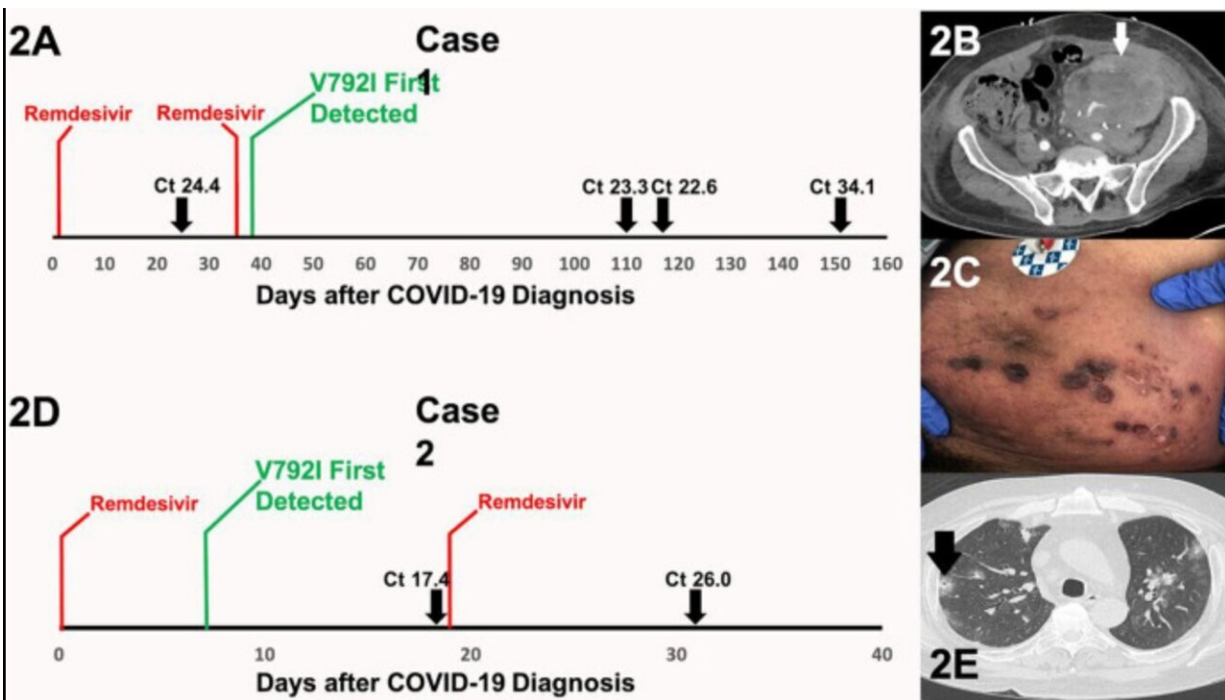 2A
Case
1
V792I First
Detected
Remdesivir
Remdesivir
Ct 24.4
Ct 23.3
Ct 22.6
Ct 34.1
0 10 20 30 40 50 60 70 80 90 100 110 120 130 140 150 160
Days after COVID-19 Diagnosis
2B
2C
2D
Case
2
V792I First
Detected
Remdesivir
Remdesivir
Ct 17.4
Ct 26.0
0 10 20 30 40
Days after COVID-19 Diagnosis
2E